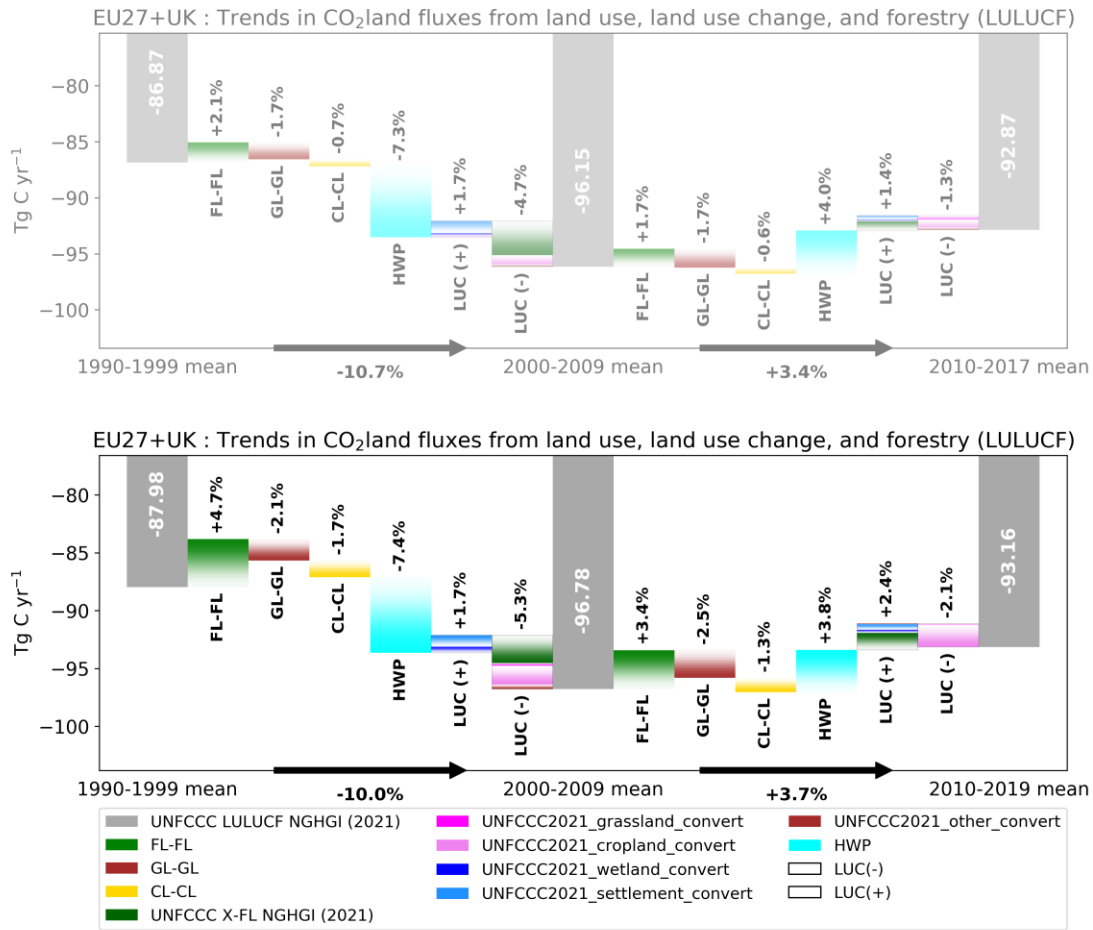 EU27+UK : Trends in CO₂land fluxes from land use, land use change, and forestry (LULUCF)
Tg C yr⁻¹
−80
−85
−90
−95
−100
-86.87
+2.1%
FL-FL
-1.7%
GL-GL
-0.7%
CL-CL
-7.3%
HWP
+1.7%
LUC (+)
-4.7%
LUC (-)
-96.15
+1.7%
FL-FL
-1.7%
GL-GL
-0.6%
CL-CL
+4.0%
HWP
+1.4%
LUC (+)
-1.3%
LUC (-)
-92.87
1990-1999 mean
-10.7%
2000-2009 mean
+3.4%
2010-2017 mean
EU27+UK : Trends in CO₂land fluxes from land use, land use change, and forestry (LULUCF)
Tg C yr⁻¹
−80
−85
−90
−95
−100
-87.98
+4.7%
FL-FL
-2.1%
GL-GL
-1.7%
CL-CL
-7.4%
HWP
+1.7%
LUC (+)
-5.3%
LUC (-)
-96.78
+3.4%
FL-FL
-2.5%
GL-GL
-1.3%
CL-CL
+3.8%
HWP
+2.4%
LUC (+)
-2.1%
LUC (-)
-93.16
1990-1999 mean
-10.0%
2000-2009 mean
+3.7%
2010-2019 mean
UNFCCC LULUCF NGHGI (2021)
FL-FL
GL-GL
CL-CL
UNFCCC X-FL NGHGI (2021)
UNFCCC2021_grassland_convert
UNFCCC2021_cropland_convert
UNFCCC2021_wetland_convert
UNFCCC2021_settlement_convert
UNFCCC2021_other_convert
HWP
LUC(-)
LUC(+)